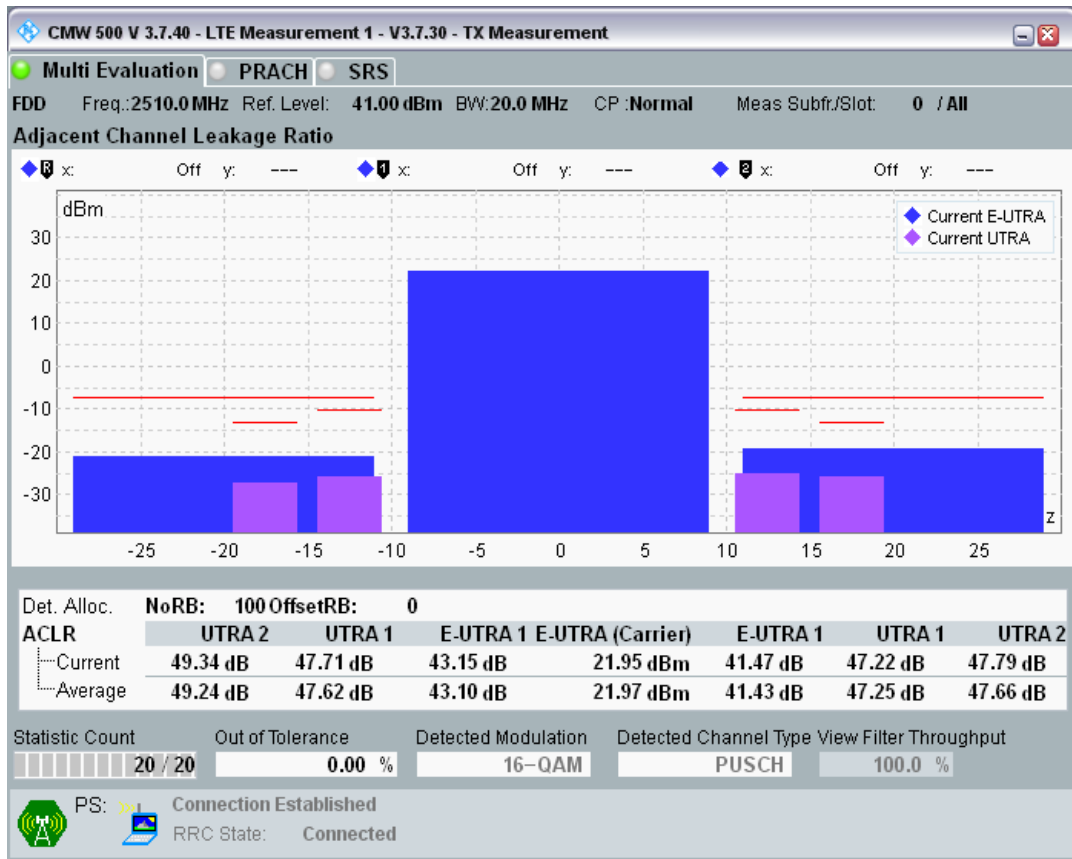 CMW 500 V 3.7.40 - LTE Measurement 1 - V3.7.30 - TX Measurement
Multi Evaluation PRACH SRS
FDD Freq.:2510.0 MHz Ref. Level: 41.00 dBm BW:20.0 MHz CP :Normal Meas Subfr./Slot: 0 / All
Adjacent Channel Leakage Ratio
R x: Off y: --- 1 x: Off y: --- 2 x: Off y: ---
dBm
Current E-UTRA
Current UTRA
30
20
10
0
-10
-20
-30
z
-25 -20 -15 -10 -5 0 5 10 15 20 25
Det. Alloc. NoRB: 100 OffsetRB: 0
ACLR UTRA 2 UTRA 1 E-UTRA 1 E-UTRA (Carrier) E-UTRA 1 UTRA 1 UTRA 2
Current 49.34 dB 47.71 dB 43.15 dB 21.95 dBm 41.47 dB 47.22 dB 47.79 dB
Average 49.24 dB 47.62 dB 43.10 dB 21.97 dBm 41.43 dB 47.25 dB 47.66 dB
Statistic Count Out of Tolerance Detected Modulation Detected Channel Type View Filter Throughput
20 / 20 0.00 % 16-QAM PUSCH 100.0 %
PS: Connection Established
RRC State: Connected